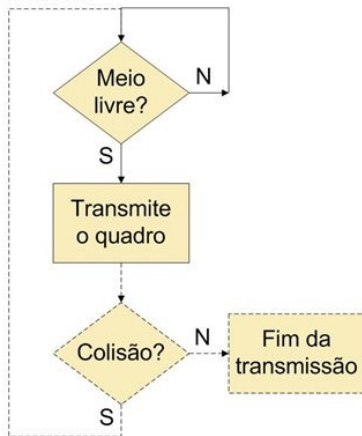 Meio
livre?
N
S
Transmite
o quadro
Colisão?
N
Fim da
transmissão
S